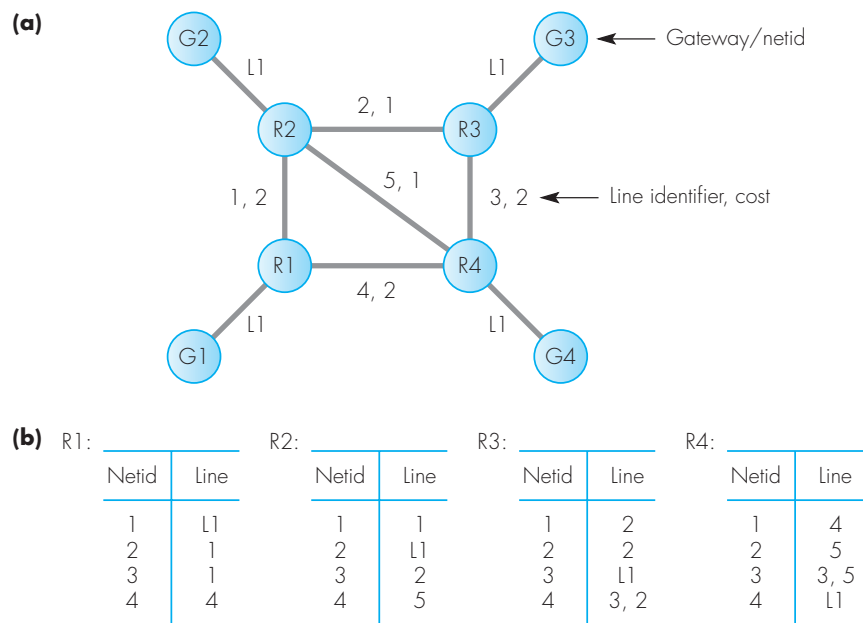 (a)
G2
G3
Gateway/netid
L1
L1
2, 1
R2
R3
5, 1
1, 2
3, 2
Line identifier, cost
R1
R4
4, 2
L1
L1
G1
G4
(b)
R1: R2: R3: R4:
Netid Line Netid Line Netid Line Netid Line
1 L1 1 1 1 2 1 4
2 1 2 L1 2 2 2 5
3 1 3 2 3 L1 3 3, 5
4 4 4 5 4 3, 2 4 L1